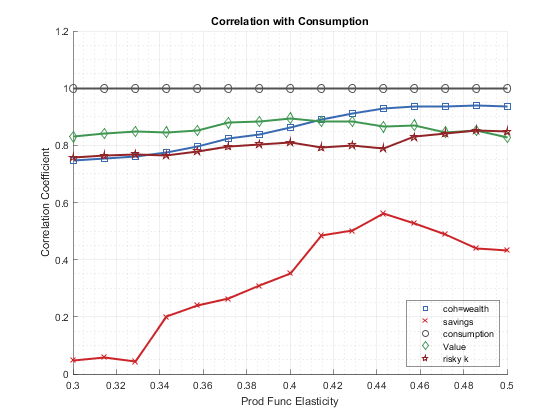 Correlation with Consumption
Correlation Coefficient
1.2
1
0.8
0.6
0.4
0.2
0
0.3 0.32 0.34 0.36 0.38 0.4 0.42 0.44 0.46 0.48 0.5
Prod Func Elasticity
coh=wealth
savings
consumption
Value
risky k